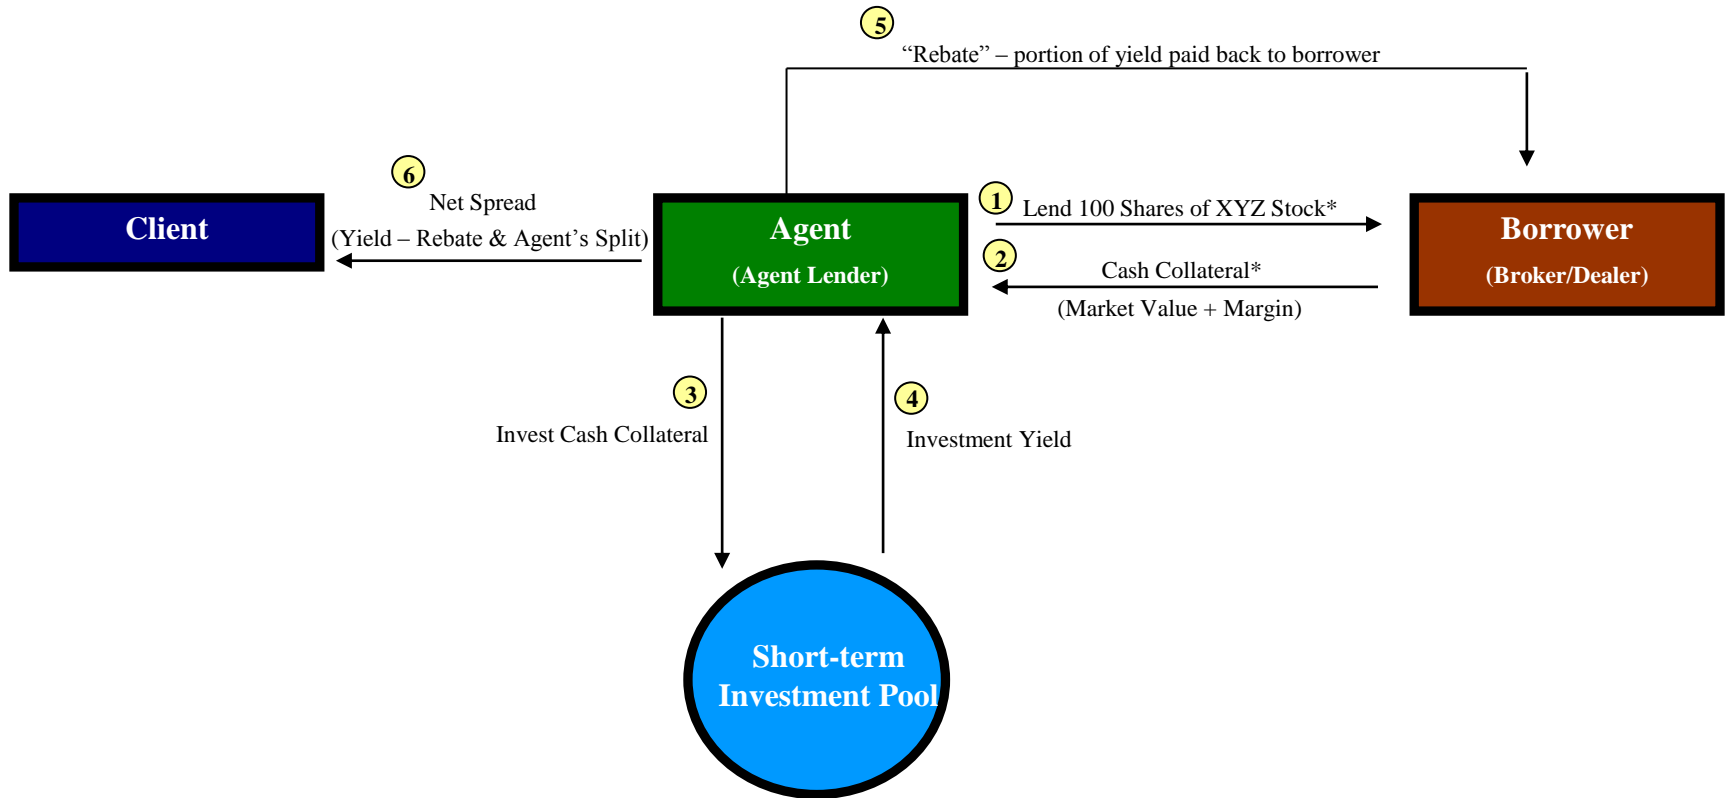 5
“Rebate” – portion of yield paid back to borrower
6
Net Spread
(Yield – Rebate & Agent’s Split)
Client
Agent
(Agent Lender)
1
Lend 100 Shares of XYZ Stock*
2
Cash Collateral*
(Market Value + Margin)
Borrower
(Broker/Dealer)
3
Invest Cash Collateral
4
Investment Yield
Short-term
Investment Pool